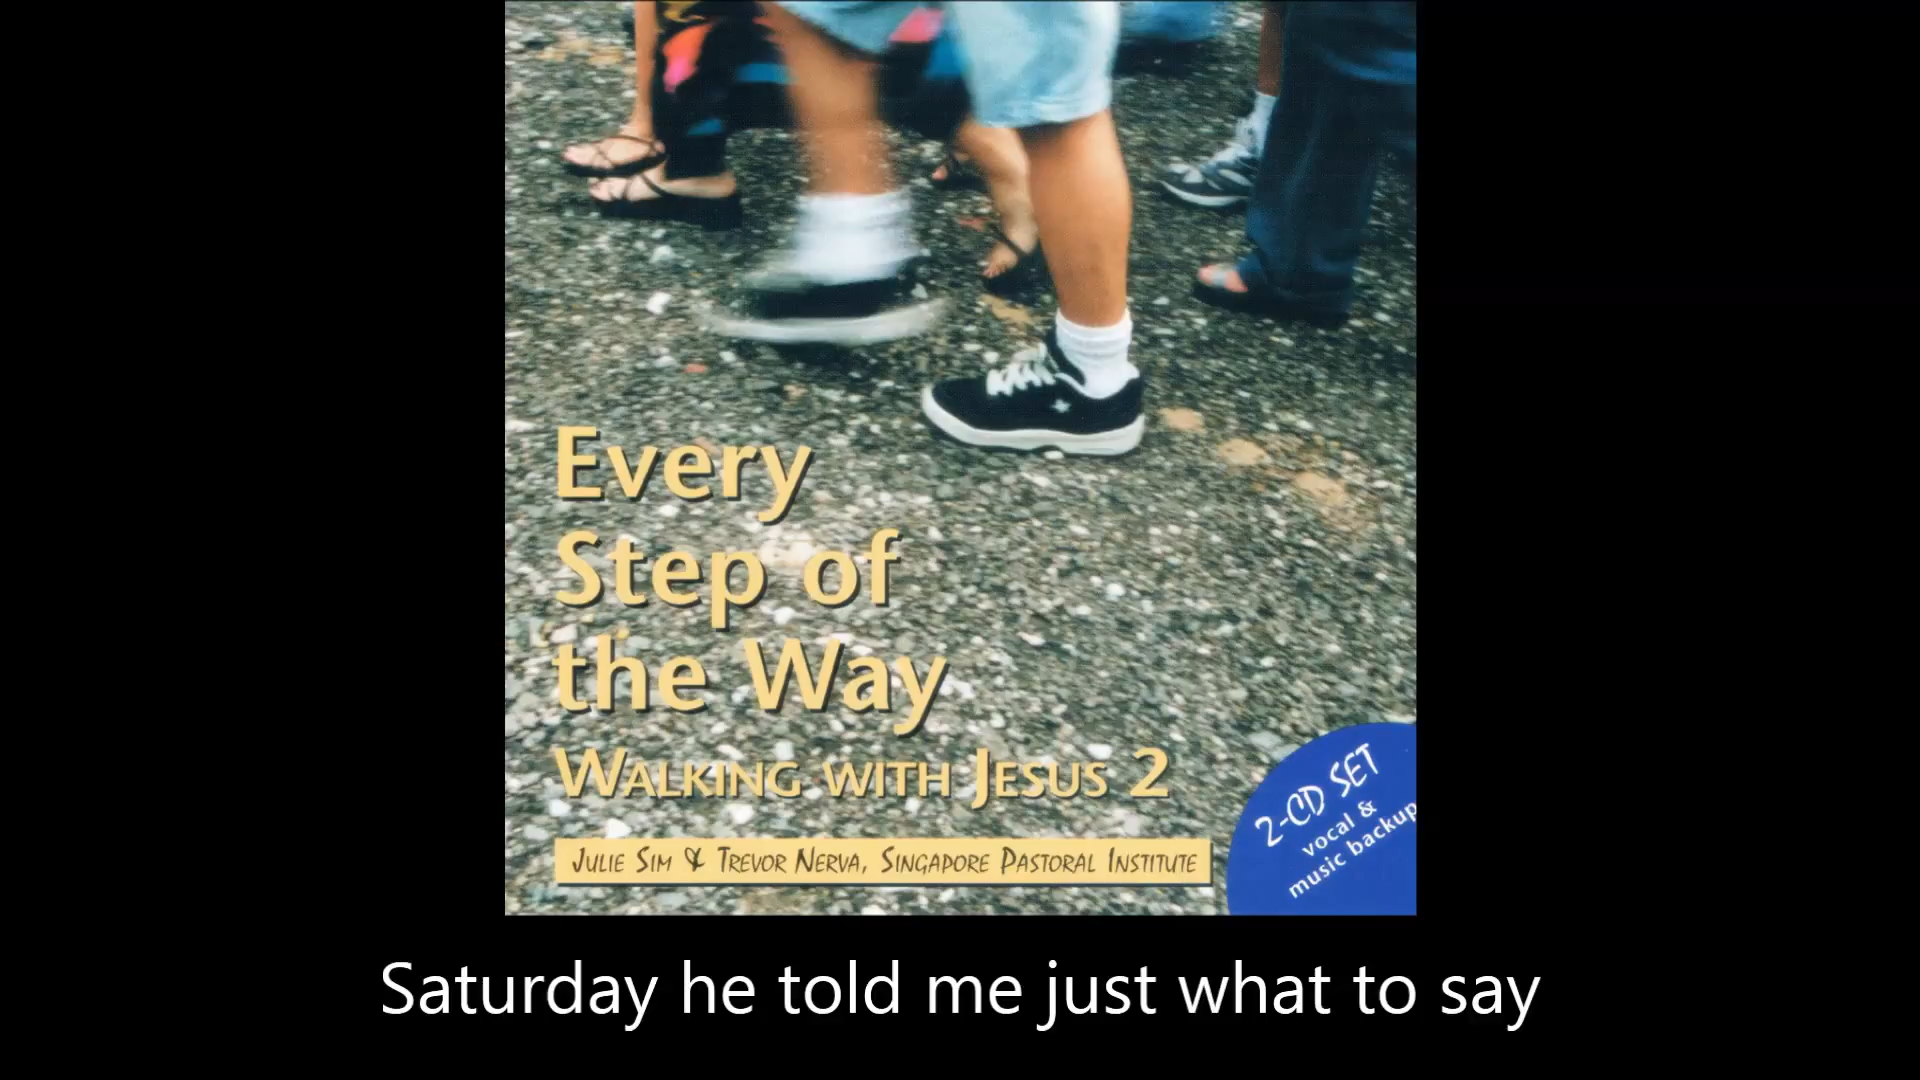 Every
Step of
the Way
WALKING WITH JESUS 2
JULIE SIM & TREVOR NERVA, SINGAPORE PASTORAL INSTITUTE
2-CD SET
vocal &
music backup
Saturday he told me just what to say